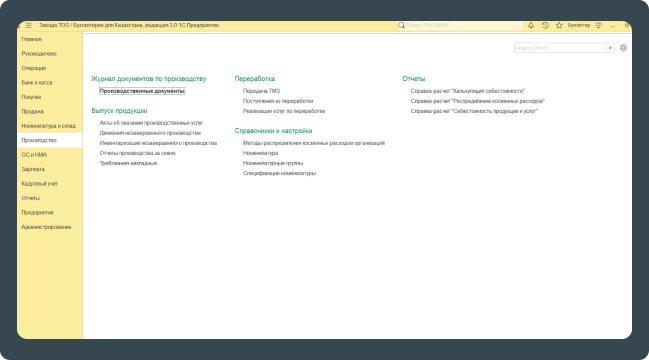 Звезда ТОО / Бухгалтерия для Казахстана, редакция 3.0 1С:Предприятие
Поиск Ctrl+Shift+F
Бухгалтер
Главное
Руководителю
Операции
Банк и касса
Покупка
Продажа
Номенклатура и склад
Производство
ОС и НМА
Зарплата
Кадровый учет
Отчеты
Предприятие
Администрирование
Поиск (Ctrl+F)
Журнал документов по производству
Производственные документы
Выпуск продукции
Акты об оказании производственных услуг
Движения незавершенного производства
Инвентаризации незавершенного производства
Отчеты производства за смену
Требования накладные
Переработка
Передача ТМЗ
Поступления из переработки
Реализации услуг по переработке
Справочники и настройки
Методы распределения косвенных расходов организаций
Номенклатура
Номенклатурные группы
Спецификации номенклатуры
Отчеты
Справка-расчет "Калькуляция себестоимости"
Справка-расчет "Распределение косвенных расходов"
Справка-расчет "Себестоимость продукции и услуг"